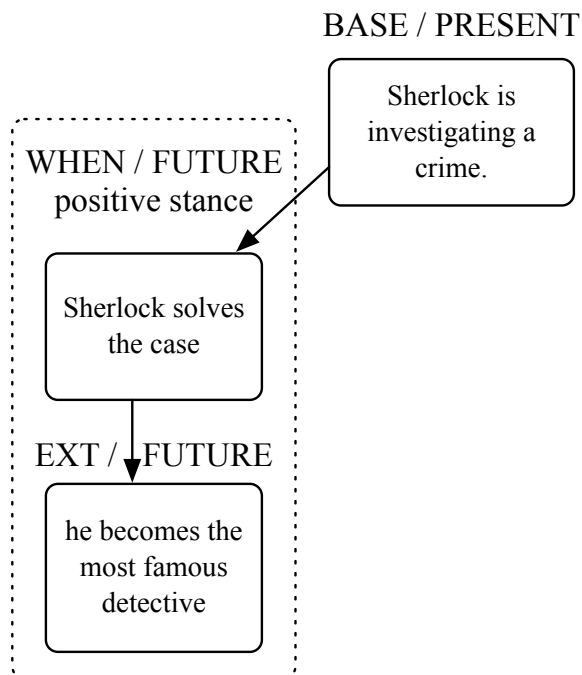 BASE / PRESENT
Sherlock is
investigating a
crime.
WHEN / FUTURE
positive stance
Sherlock solves
the case
EXT / FUTURE
he becomes the
most famous
detective